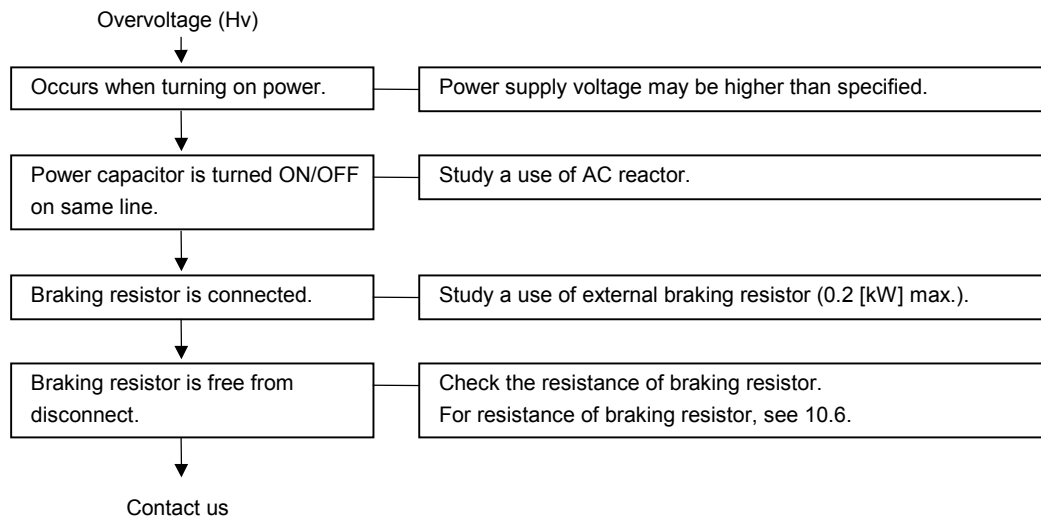 Overvoltage (Hv)
Occurs when turning on power.
Power supply voltage may be higher than specified.
Power capacitor is turned ON/OFF
on same line.
Study a use of AC reactor.
Braking resistor is connected.
Study a use of external braking resistor (0.2 [kW] max.).
Braking resistor is free from
disconnect.
Check the resistance of braking resistor.
For resistance of braking resistor, see 10.6.
Contact us